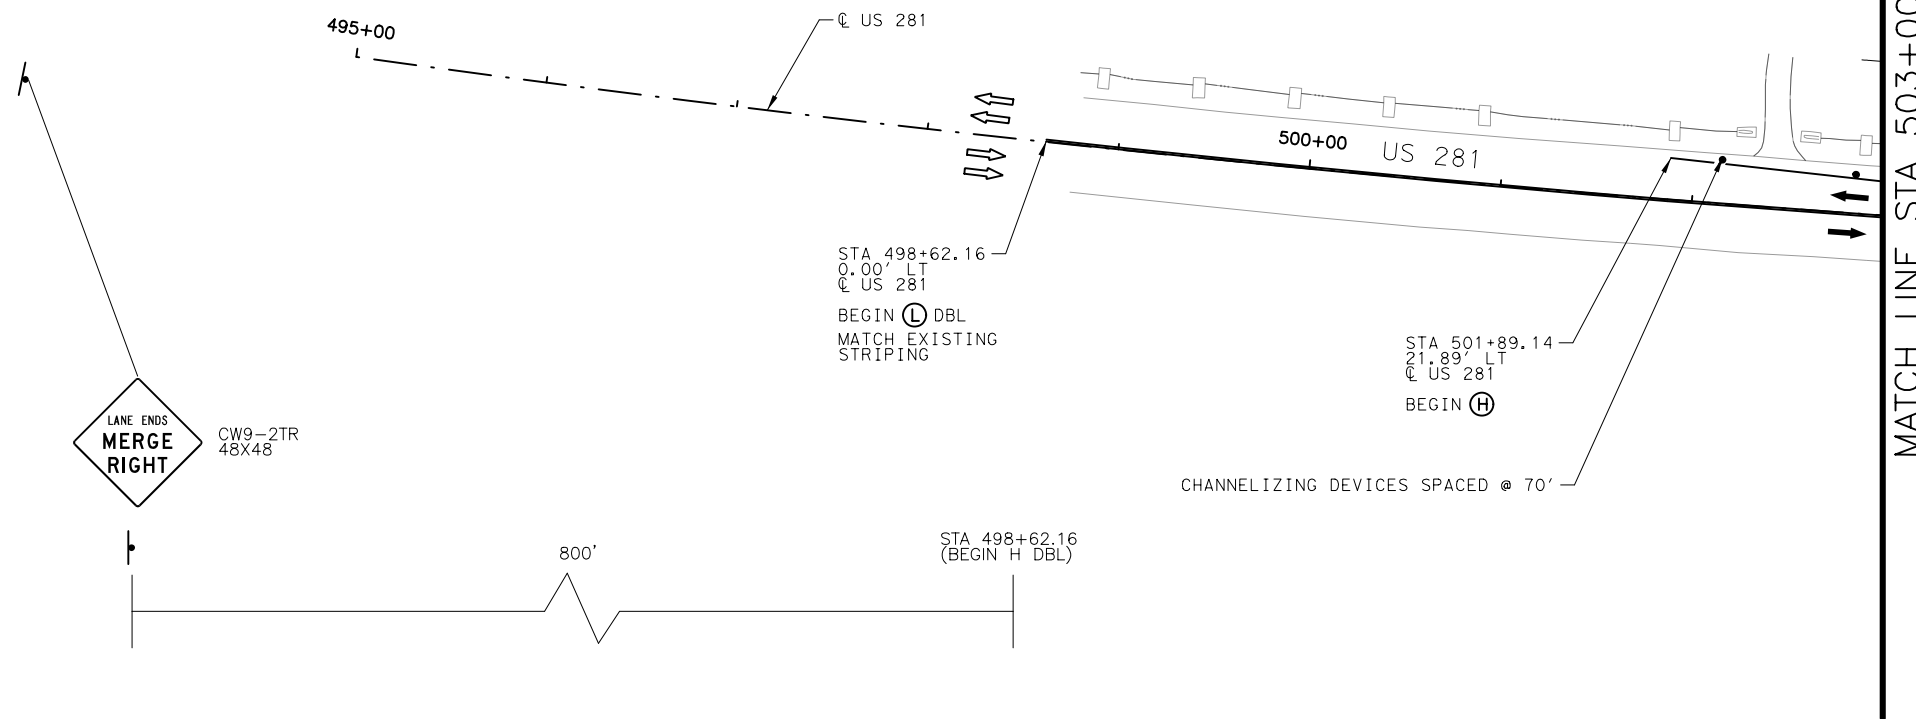 495+00
℄ US 281
500+00
US 281
STA 498+62.16
0.00' LT
℄ US 281
BEGIN L DBL
MATCH EXISTING
STRIPING
STA 501+89.14
21.89' LT
℄ US 281
BEGIN H
CHANNELIZING DEVICES SPACED @ 70'
LANE ENDS
MERGE
RIGHT
CW9-2TR
48X48
800'
STA 498+62.16
(BEGIN H DBL)
MATCH LINE STA 503+00